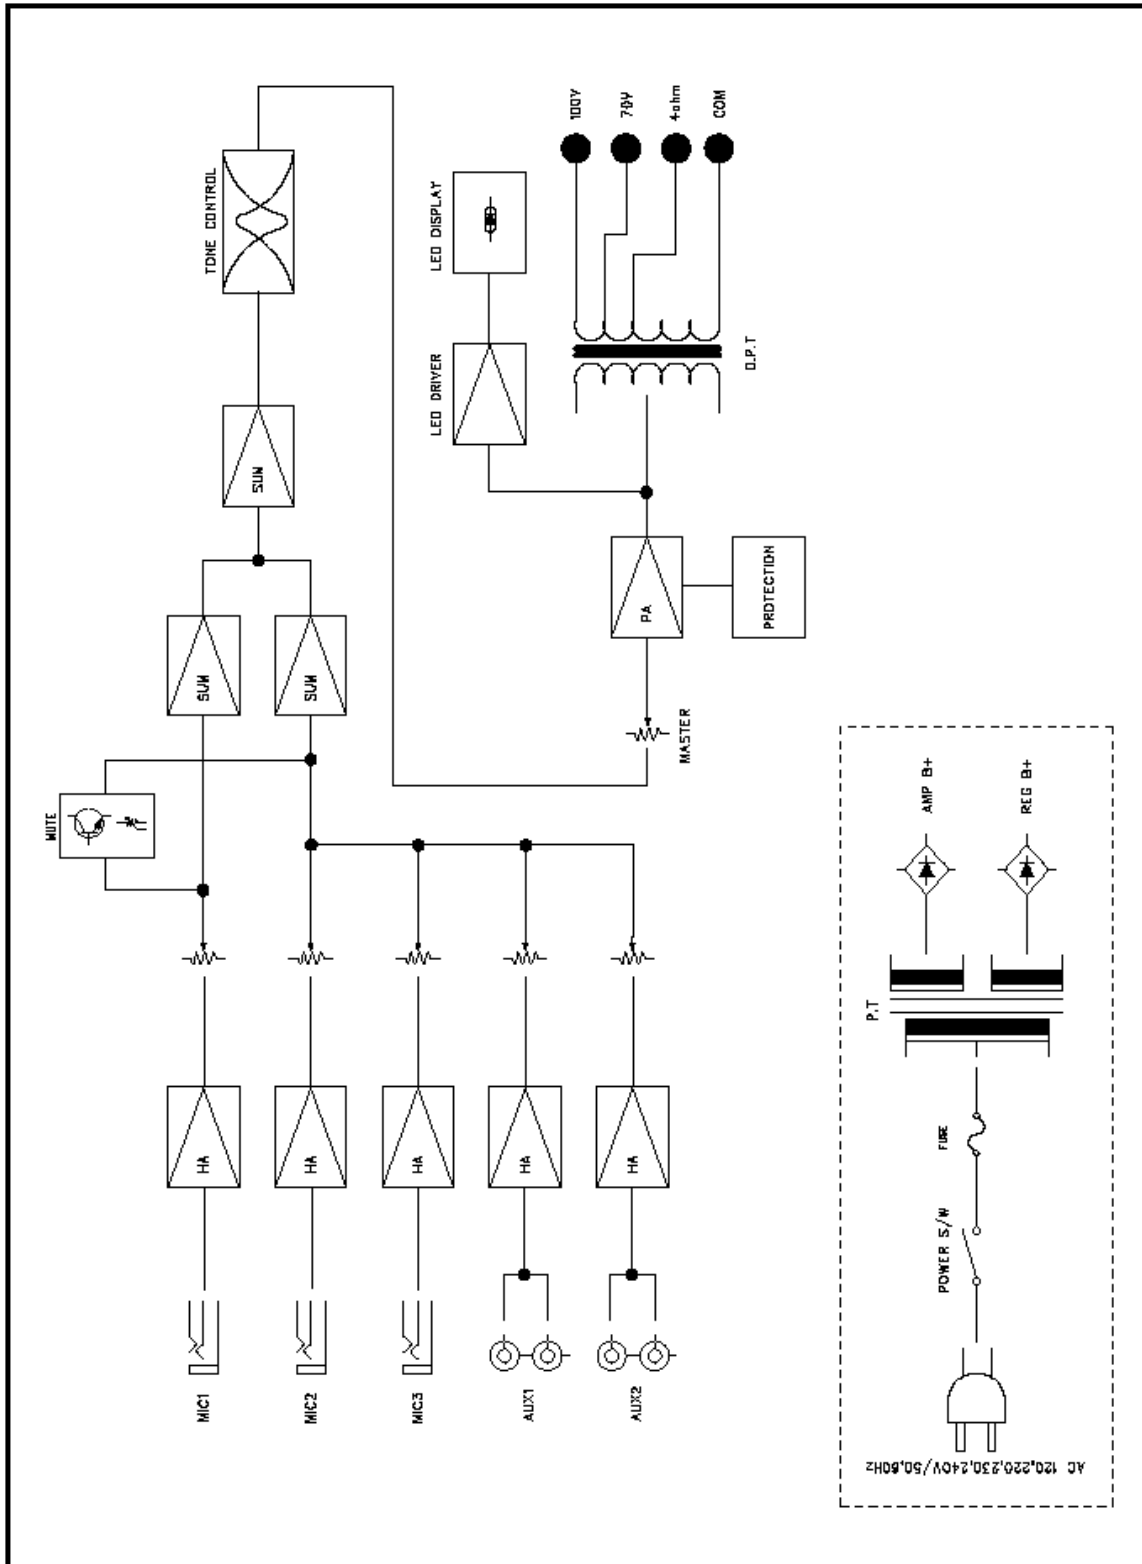 TONE CONTROL
100V
70V
4ohm
COM
LED DISPLAY
LED DRIVER
O.P.T
SUM
SUM
SUM
PA
PROTECTION
MASTER
MUTE
HA
HA
HA
HA
HA
MIC1
MIC2
MIC3
AUX1
AUX2
AMP B+
REG B+
P.T
FUSE
POWER S/W
AC 120,220,230,240V/50,60Hz